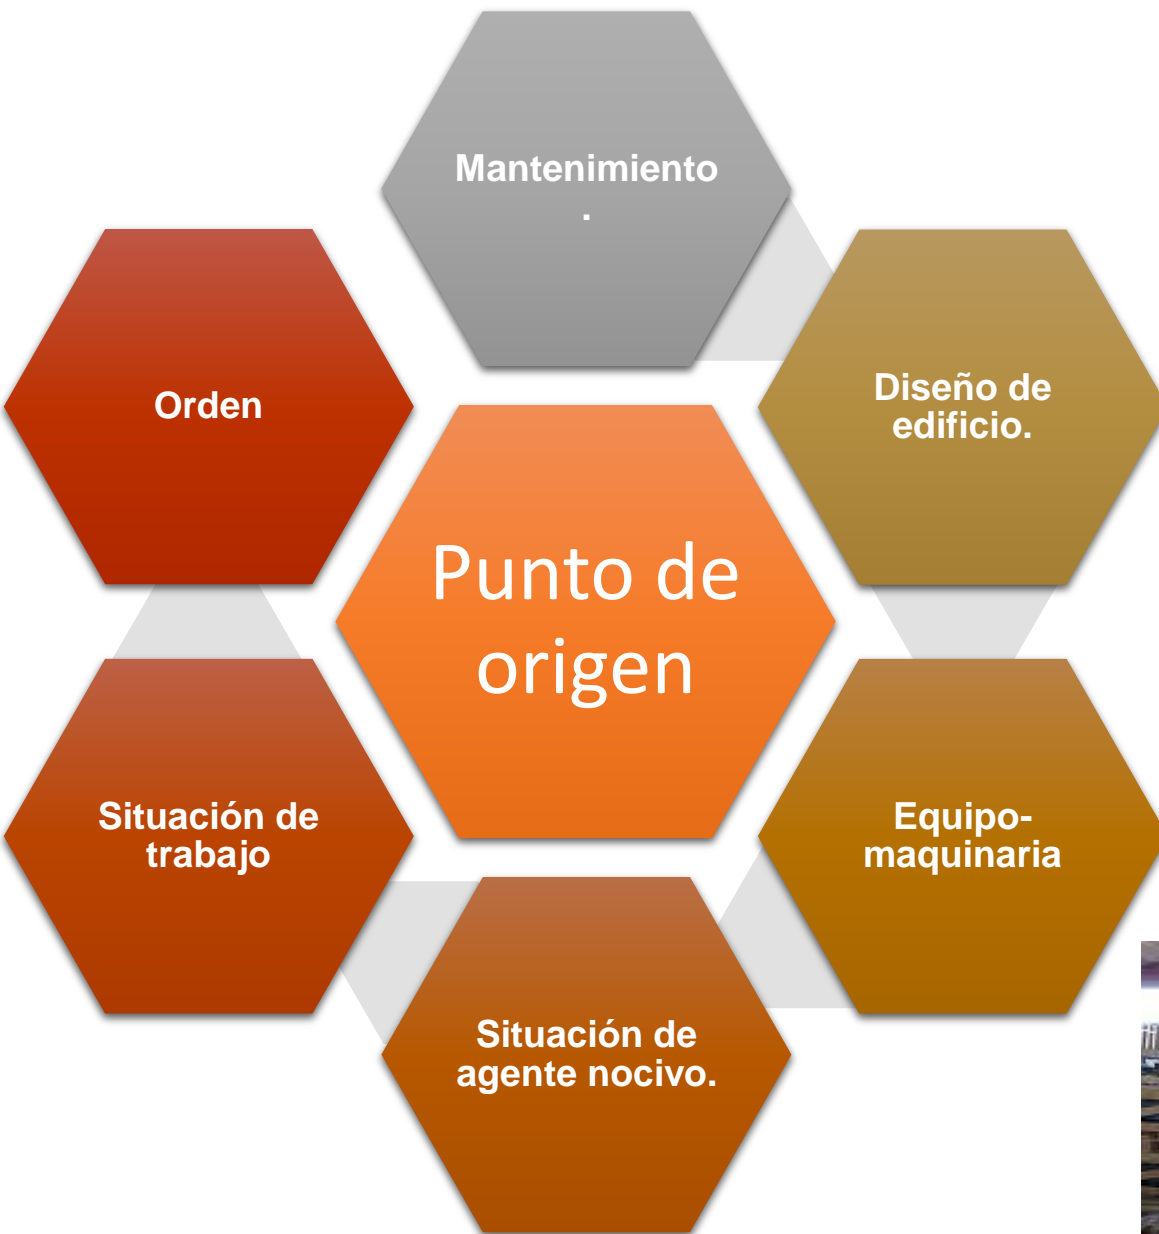 Mantenimiento
.
Diseño de
edificio.
Orden
Punto de
origen
Equipo-
maquinaria
Situación de
trabajo
Situación de
agente nocivo.